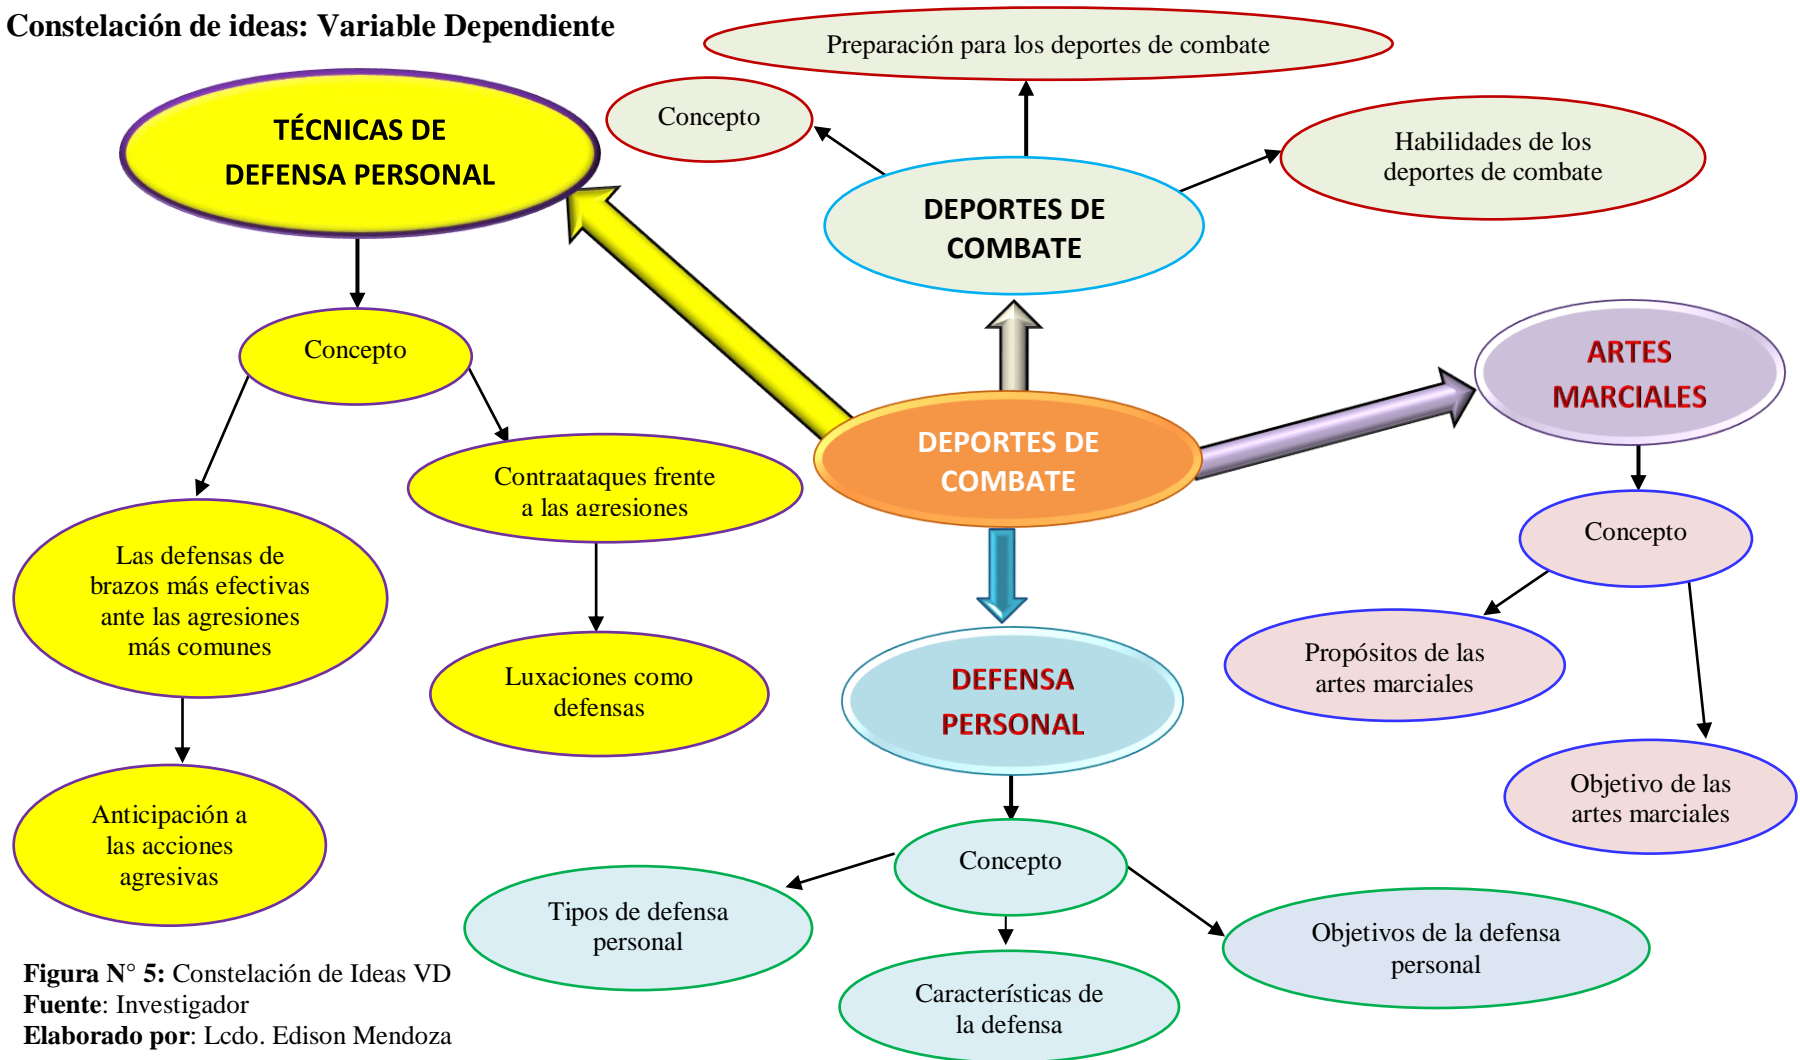 Constelación de ideas: Variable Dependiente
Preparación para los deportes de combate
Concepto
Habilidades de los
deportes de combate
TÉCNICAS DE
DEFENSA PERSONAL
DEPORTES DE
COMBATE
Concepto
ARTES
MARCIALES
DEPORTES DE
COMBATE
Contraataques frente
a las agresiones
Concepto
Las defensas de
brazos más efectivas
ante las agresiones
más comunes
Luxaciones como
defensas
DEFENSA
PERSONAL
Propósitos de las
artes marciales
Objetivo de las
artes marciales
Anticipación a
las acciones
agresivas
Concepto
Tipos de defensa
personal
Objetivos de la defensa
personal
Características de
la defensa
Figura N° 5: Constelación de Ideas VD
Fuente: Investigador
Elaborado por: Lcdo. Edison Mendoza